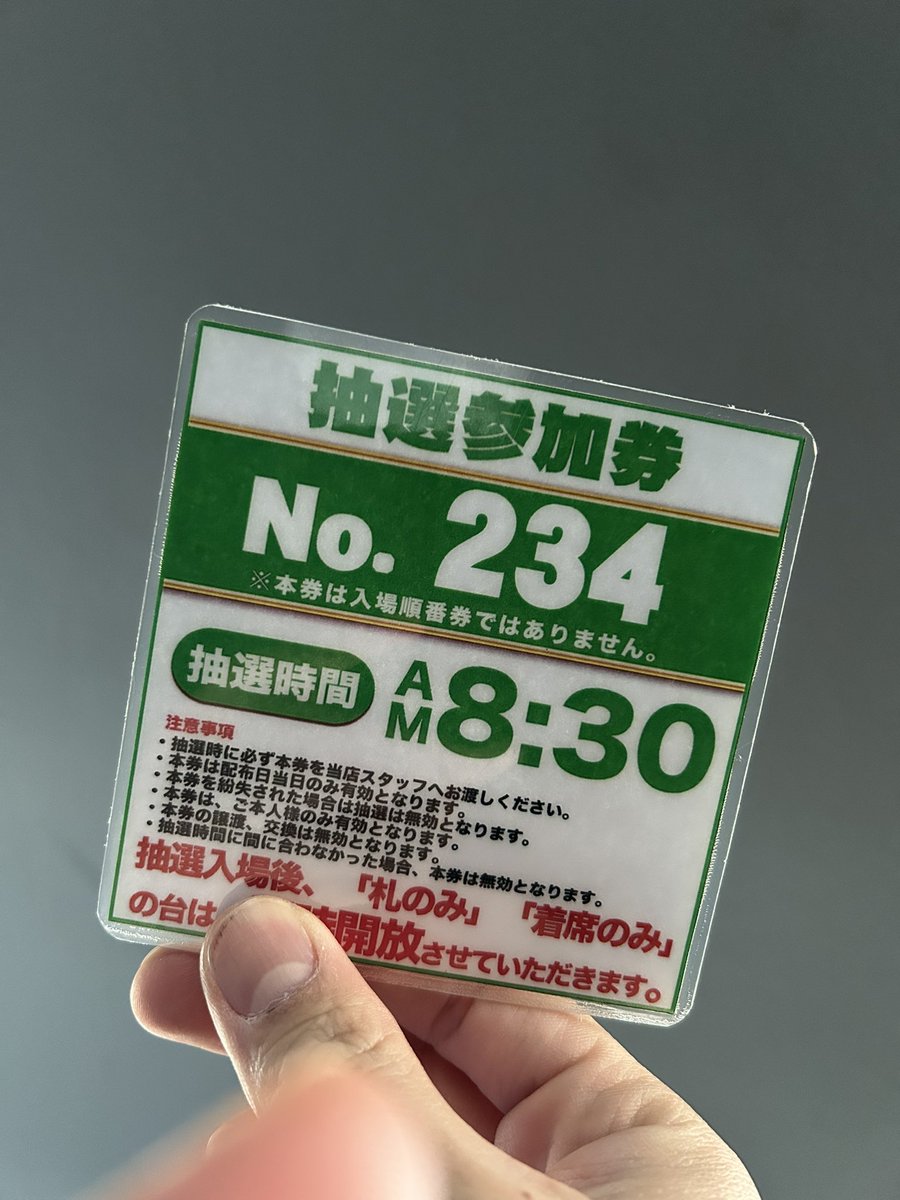 抽選参加券
No. 234
※本券は入場順番券ではありません。
抽選時間 AM8:30
注意事項
・抽選時に必ず本券を当店スタッフへお渡しください。
・本券は配布日当日のみ有効となります。
・本券を紛失された場合は抽選は無効となります。
・本券は、ご本人様のみ有効となります。
・本券の譲渡、交換は無効となります。
・抽選時間に間に合わなかった場合、本券は無効となります。
抽選入場後、「札のみ」「着席のみ」
の台は 開放させていただきます。